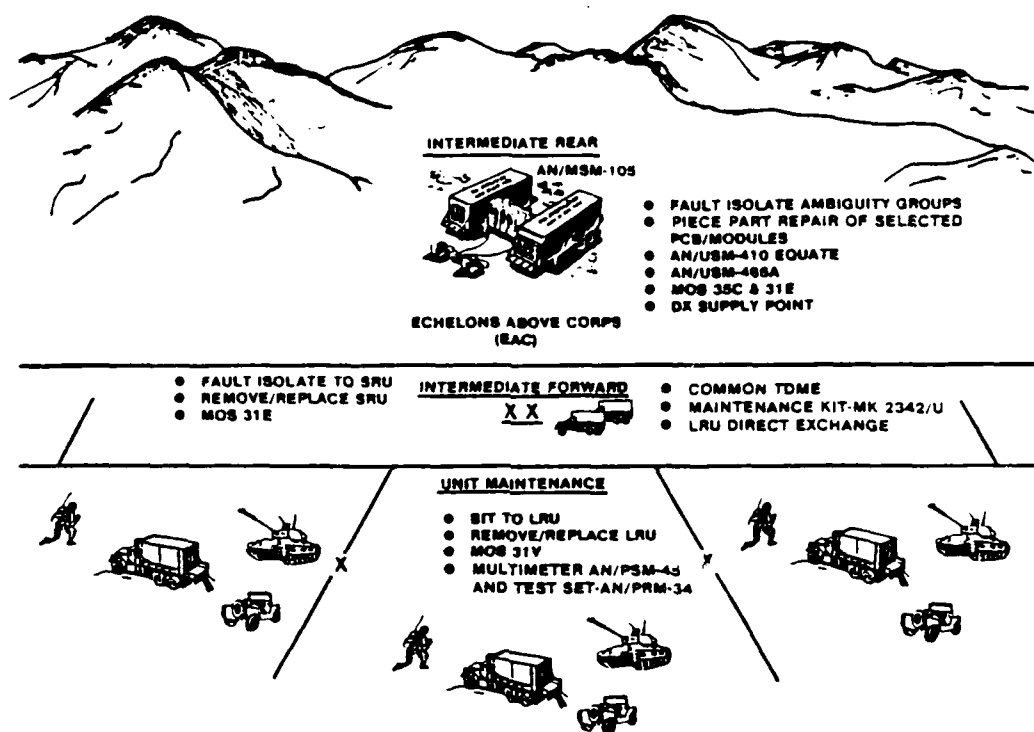 INTERMEDIATE REAR
AN/MSM-105
● FAULT ISOLATE AMBIGUITY GROUPS
● PIECE PART REPAIR OF SELECTED
PCB/MODULES
● AN/USM-410 EQUATE
● AN/USM-465A
● MOS 35C & 31E
● DX SUPPLY POINT
ECHELONS ABOVE CORPS
(EAC)
● FAULT ISOLATE TO SRU
● REMOVE/REPLACE SRU
● MOS 31E
INTERMEDIATE FORWARD
X X
● COMMON TDME
● MAINTENANCE KIT-MK 2342/U
● LRU DIRECT EXCHANGE
UNIT MAINTENANCE
● BIT TO LRU
● REMOVE/REPLACE LRU
● MOS 31V
● MULTIMETER AN/PSM-45
AND TEST SET-AN/PRM-34
X
X